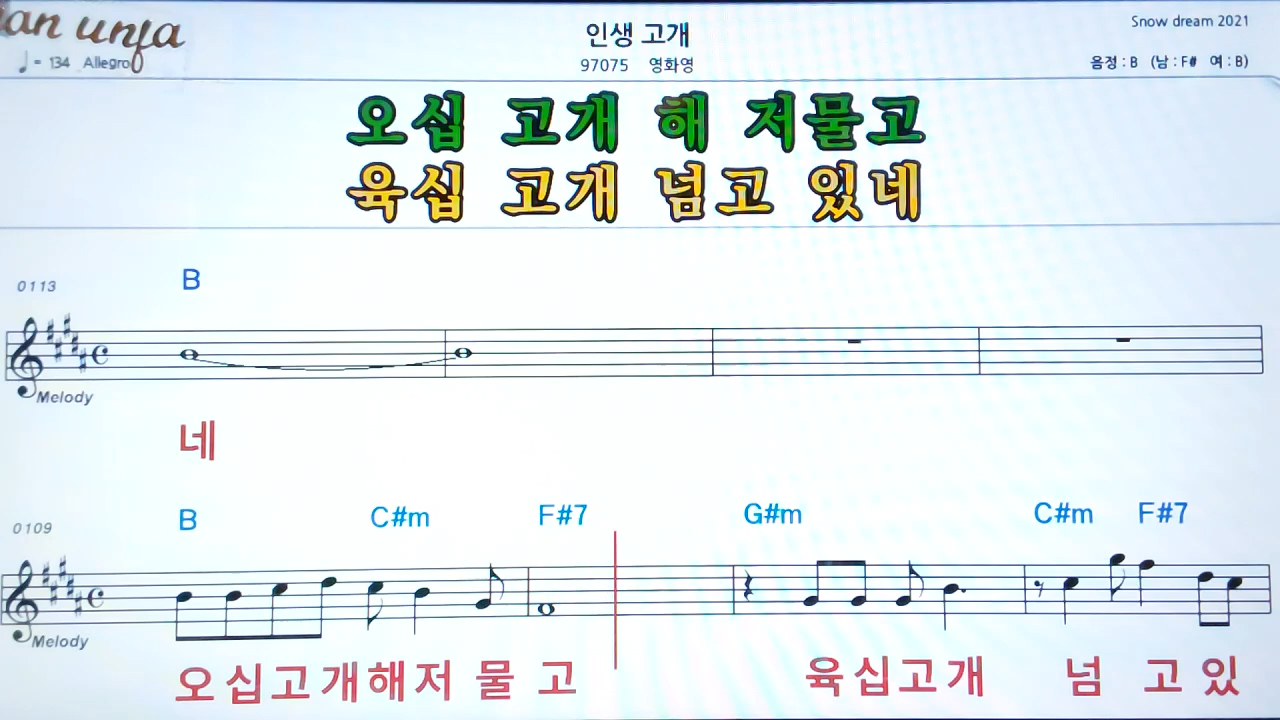 인생 고개
Snow dream 2021
♩= 134 Allegro
97075 영화영
음정 : B (남 : F# 여 : B)
오십 고개 해 저물고
육십 고개 넘고 있네
0113
B
Melody
네
0109
B C#m F#7 G#m C#m F#7
Melody
오십고개해저 물 고 육십고개 넘 고있